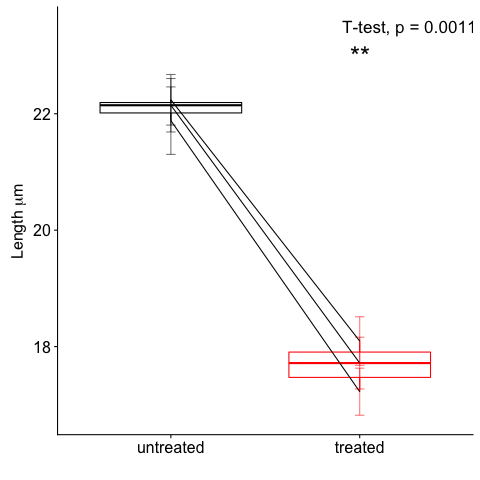 T-test, p = 0.0011
**
22
20
18
Length μm
untreated treated